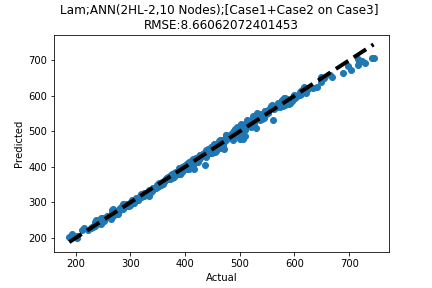 Lam;ANN(2HL-2,10 Nodes);[Case1+Case2 on Case3]
RMSE:8.66062072401453
700
600
500
400
300
200
Predicted
200 300 400 500 600 700
Actual